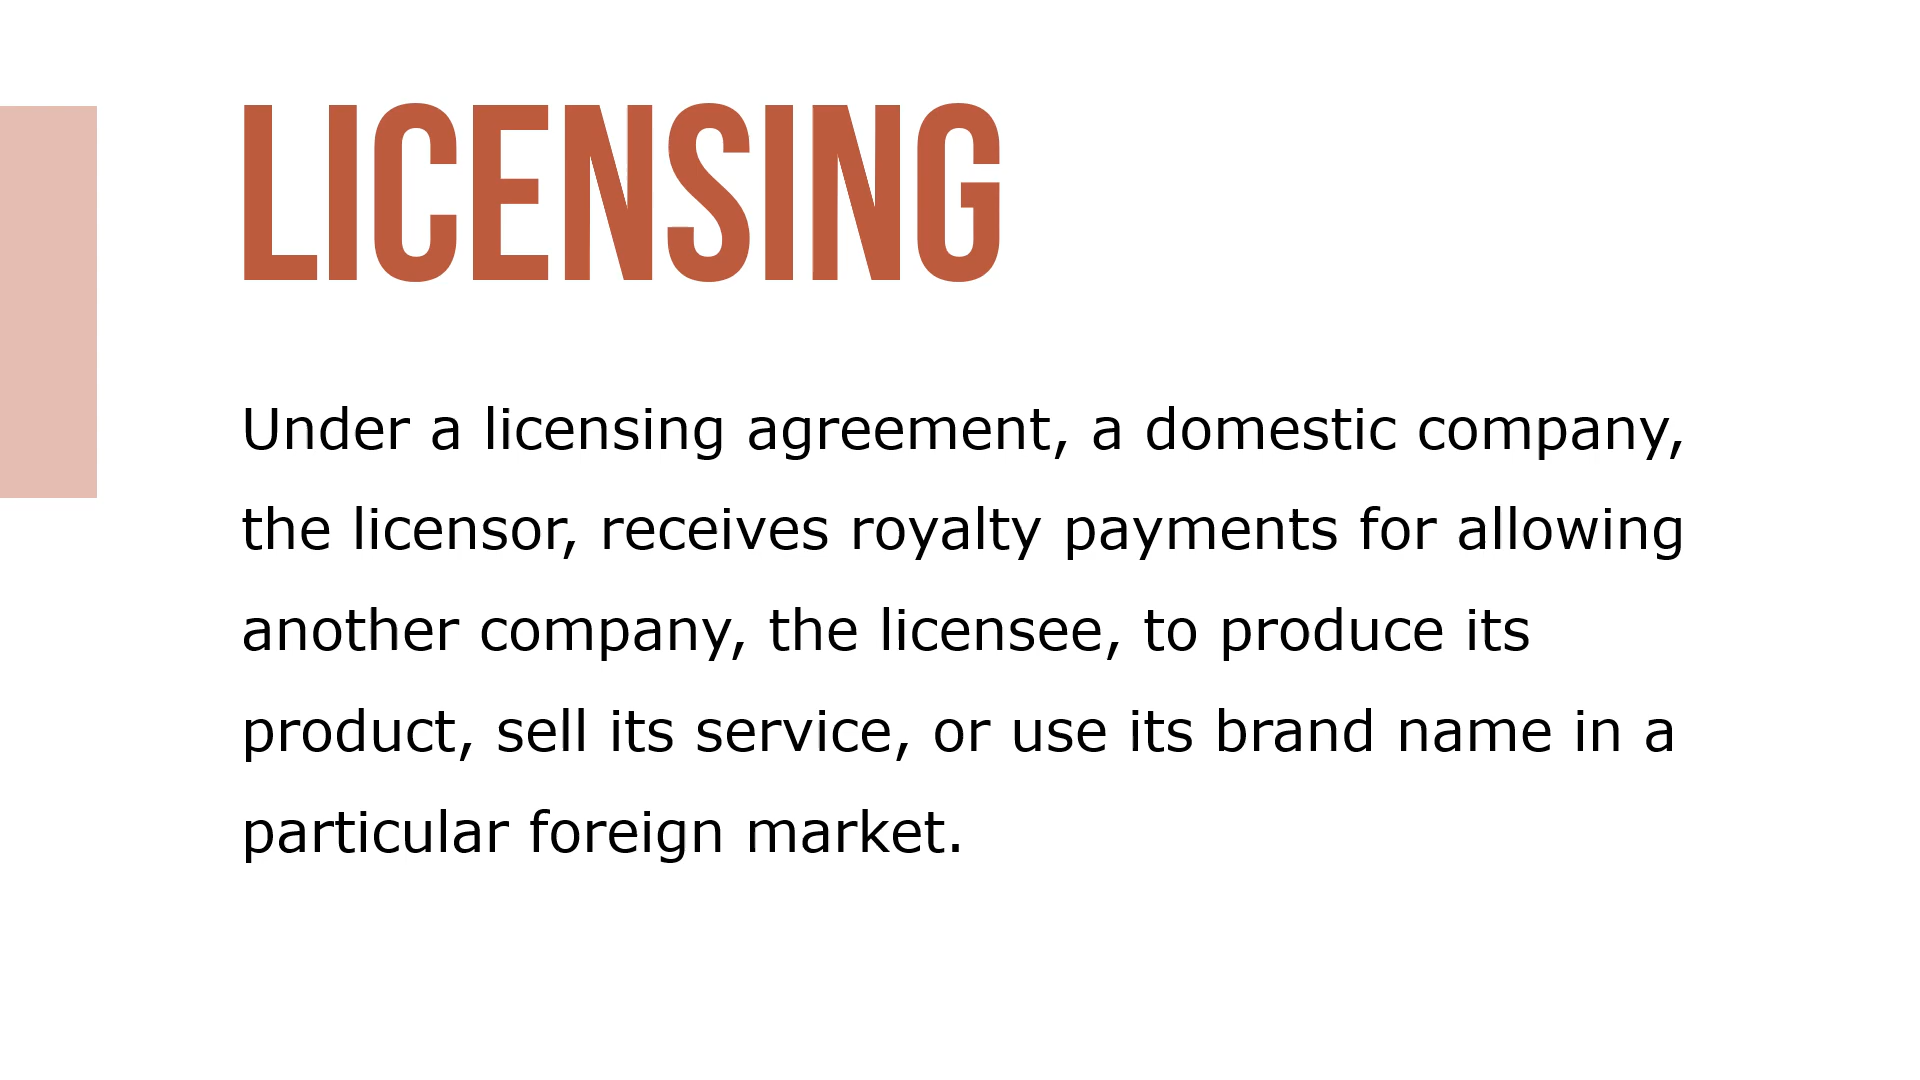 LICENSING
Under a licensing agreement, a domestic company,
the licensor, receives royalty payments for allowing
another company, the licensee, to produce its
product, sell its service, or use its brand name in a
particular foreign market.